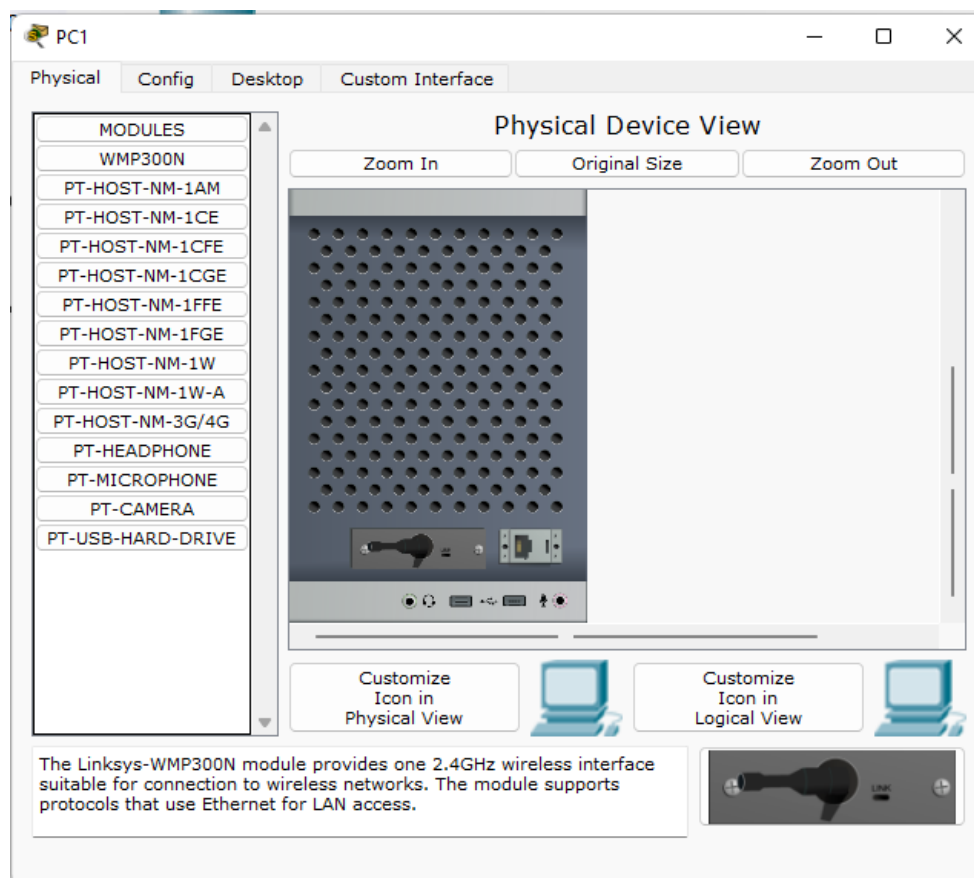 PC1
Physical Config Desktop Custom Interface
MODULES
WMP300N
PT-HOST-NM-1AM
PT-HOST-NM-1CE
PT-HOST-NM-1CFE
PT-HOST-NM-1CGE
PT-HOST-NM-1FFE
PT-HOST-NM-1FGE
PT-HOST-NM-1W
PT-HOST-NM-1W-A
PT-HOST-NM-3G/4G
PT-HEADPHONE
PT-MICROPHONE
PT-CAMERA
PT-USB-HARD-DRIVE
Physical Device View
Zoom In Original Size Zoom Out
Customize
Icon in
Physical View
Customize
Icon in
Logical View
The Linksys-WMP300N module provides one 2.4GHz wireless interface
suitable for connection to wireless networks. The module supports
protocols that use Ethernet for LAN access.
LINK